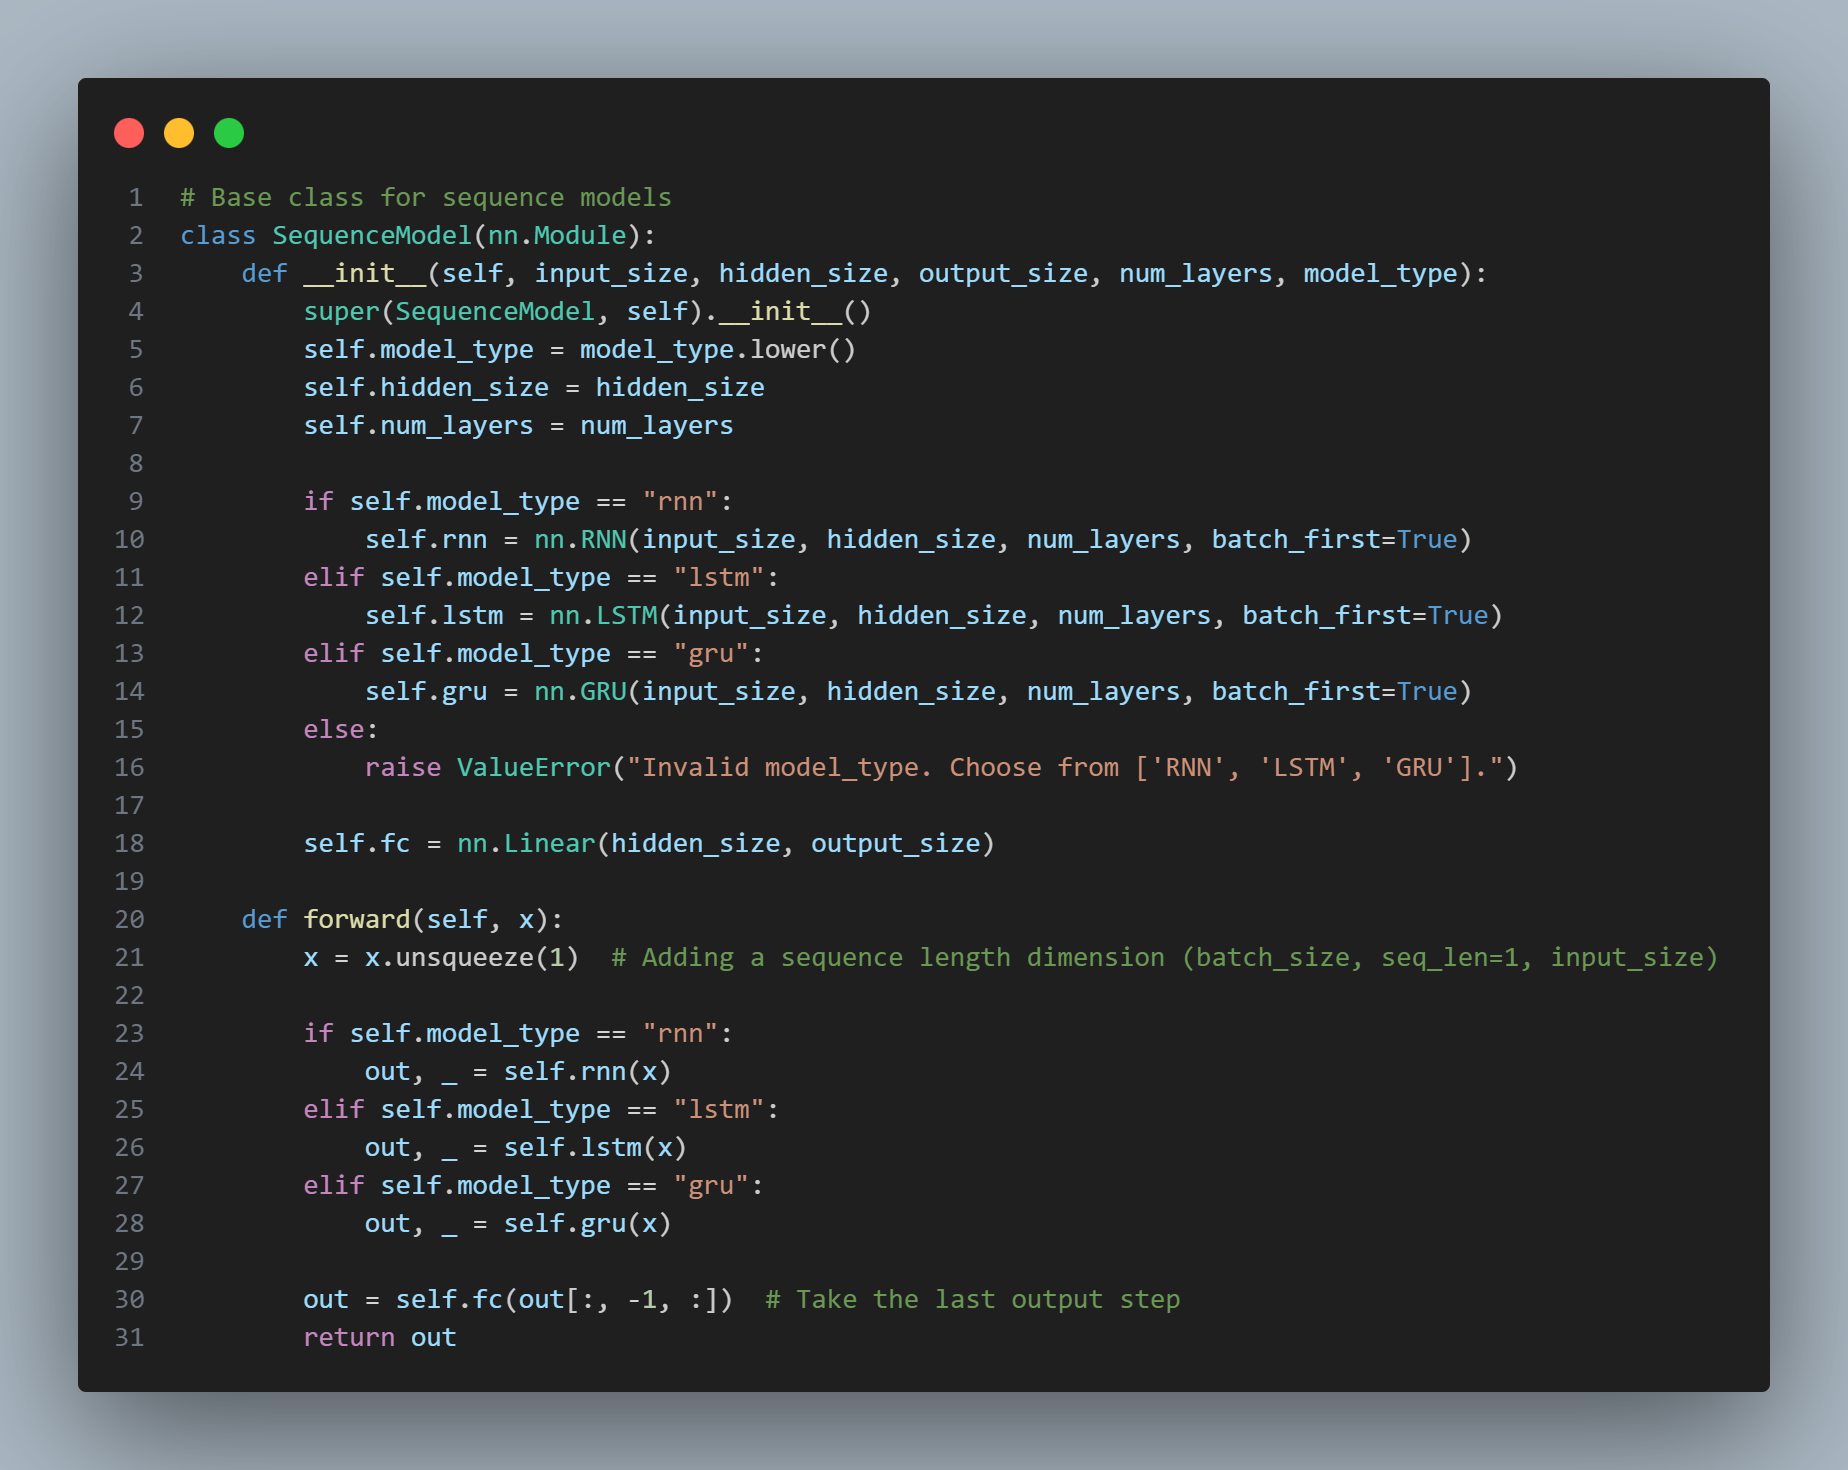 1 # Base class for sequence models
2 class SequenceModel(nn.Module):
3     def __init__(self, input_size, hidden_size, output_size, num_layers, model_type):
4         super(SequenceModel, self).__init__()
5         self.model_type = model_type.lower()
6         self.hidden_size = hidden_size
7         self.num_layers = num_layers
8
9         if self.model_type == "rnn":
10             self.rnn = nn.RNN(input_size, hidden_size, num_layers, batch_first=True)
11         elif self.model_type == "lstm":
12             self.lstm = nn.LSTM(input_size, hidden_size, num_layers, batch_first=True)
13         elif self.model_type == "gru":
14             self.gru = nn.GRU(input_size, hidden_size, num_layers, batch_first=True)
15         else:
16             raise ValueError("Invalid model_type. Choose from ['RNN', 'LSTM', 'GRU'].")
17
18         self.fc = nn.Linear(hidden_size, output_size)
19
20     def forward(self, x):
21         x = x.unsqueeze(1)  # Adding a sequence length dimension (batch_size, seq_len=1, input_size)
22
23         if self.model_type == "rnn":
24             out, _ = self.rnn(x)
25         elif self.model_type == "lstm":
26             out, _ = self.lstm(x)
27         elif self.model_type == "gru":
28             out, _ = self.gru(x)
29
30         out = self.fc(out[:, -1, :])  # Take the last output step
31         return out